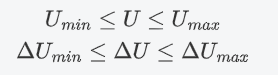 U_{min} ≤ U ≤ U_{max}
ΔU_{min} ≤ ΔU ≤ ΔU_{max}